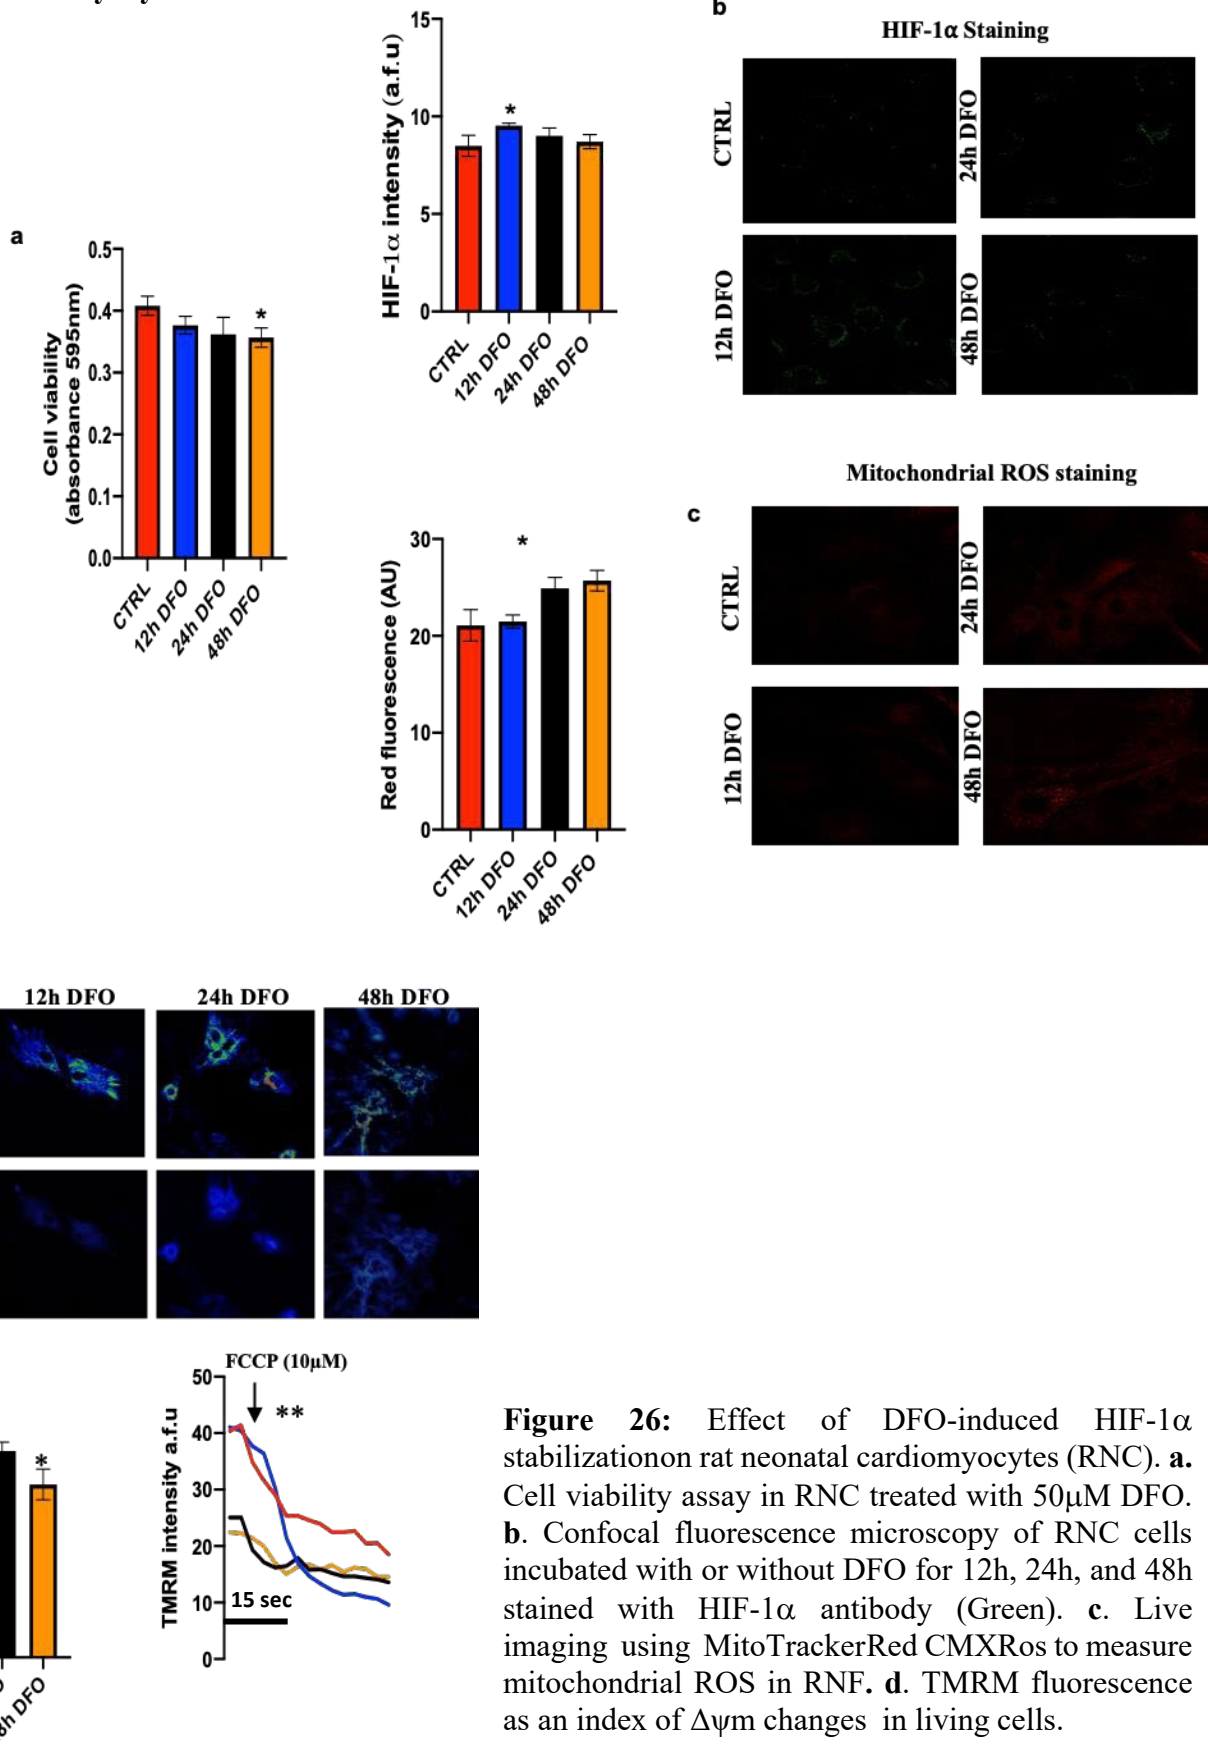 b
HIF-1α Staining
CTRL
24h DFO
12h DFO
48h DFO
15
10
5
0
HIF-1α intensity (a.f.u)
*
CTRL
12h DFO
24h DFO
48h DFO
a
0.5
0.4
0.3
0.2
0.1
0.0
Cell viability
(absorbance 595nm)
*
CTRL
12h DFO
24h DFO
48h DFO
Mitochondrial ROS staining
c
CTRL
24h DFO
12h DFO
48h DFO
30
20
10
0
Red fluorescence (AU)
*
CTRL
12h DFO
24h DFO
48h DFO
12h DFO 24h DFO 48h DFO
*
8h DFO
FCCP (10μM)
**
50
40
30
20
10
0
TMRM intensity a.f.u
15 sec
Figure 26: Effect of DFO-induced HIF-1α
stabilizationon rat neonatal cardiomyocytes (RNC). a.
Cell viability assay in RNC treated with 50μM DFO.
b. Confocal fluorescence microscopy of RNC cells
incubated with or without DFO for 12h, 24h, and 48h
stained with HIF-1α antibody (Green). c. Live
imaging using MitoTrackerRed CMXRos to measure
mitochondrial ROS in RNF. d. TMRM fluorescence
as an index of Δψm changes in living cells.